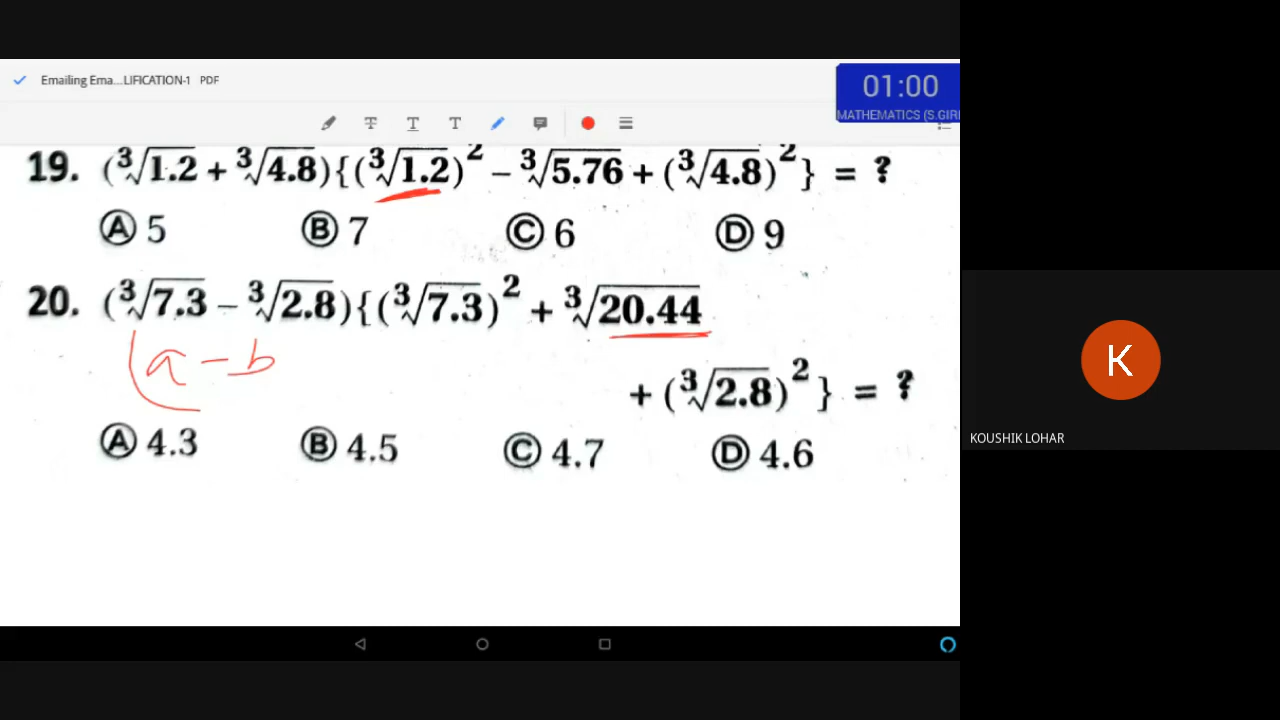 Emailing Ema...LIFICATION-1 PDF
01:00
MATHEMATICS (S.GIRI
T T T
19. (∛1.2 + ∛4.8){(∛1.2)² − ∛5.76 + (∛4.8)²} = ?
Ⓐ 5 Ⓑ 7 Ⓒ 6 Ⓓ 9
20. (∛7.3 − ∛2.8){(∛7.3)² + ∛20.44
(a − b
+ (∛2.8)²} = ?
Ⓐ 4.3 Ⓑ 4.5 Ⓒ 4.7 Ⓓ 4.6
K
KOUSHIK LOHAR